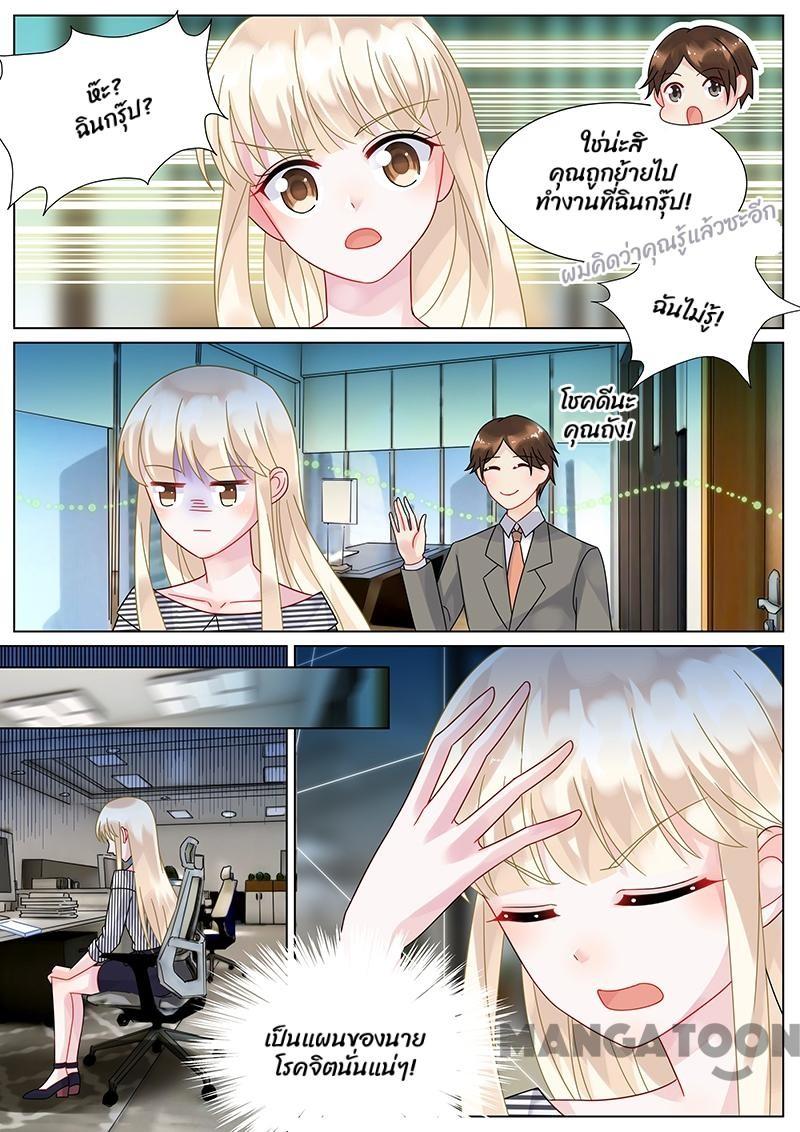 ห๊ะ?
ฉินกรุ๊ป?
ใช่น่ะสิ
คุณถูกย้ายไป
ทำงานที่ฉินกรุ๊ป!
ผมคิดว่าคุณรู้แล้วซะอีก
ฉันไม่รู้!
โชคดีนะ
คุณถัง!
เป็นแผนของนาย
โรคจิตนั่นแน่ๆ!
MANGATOON